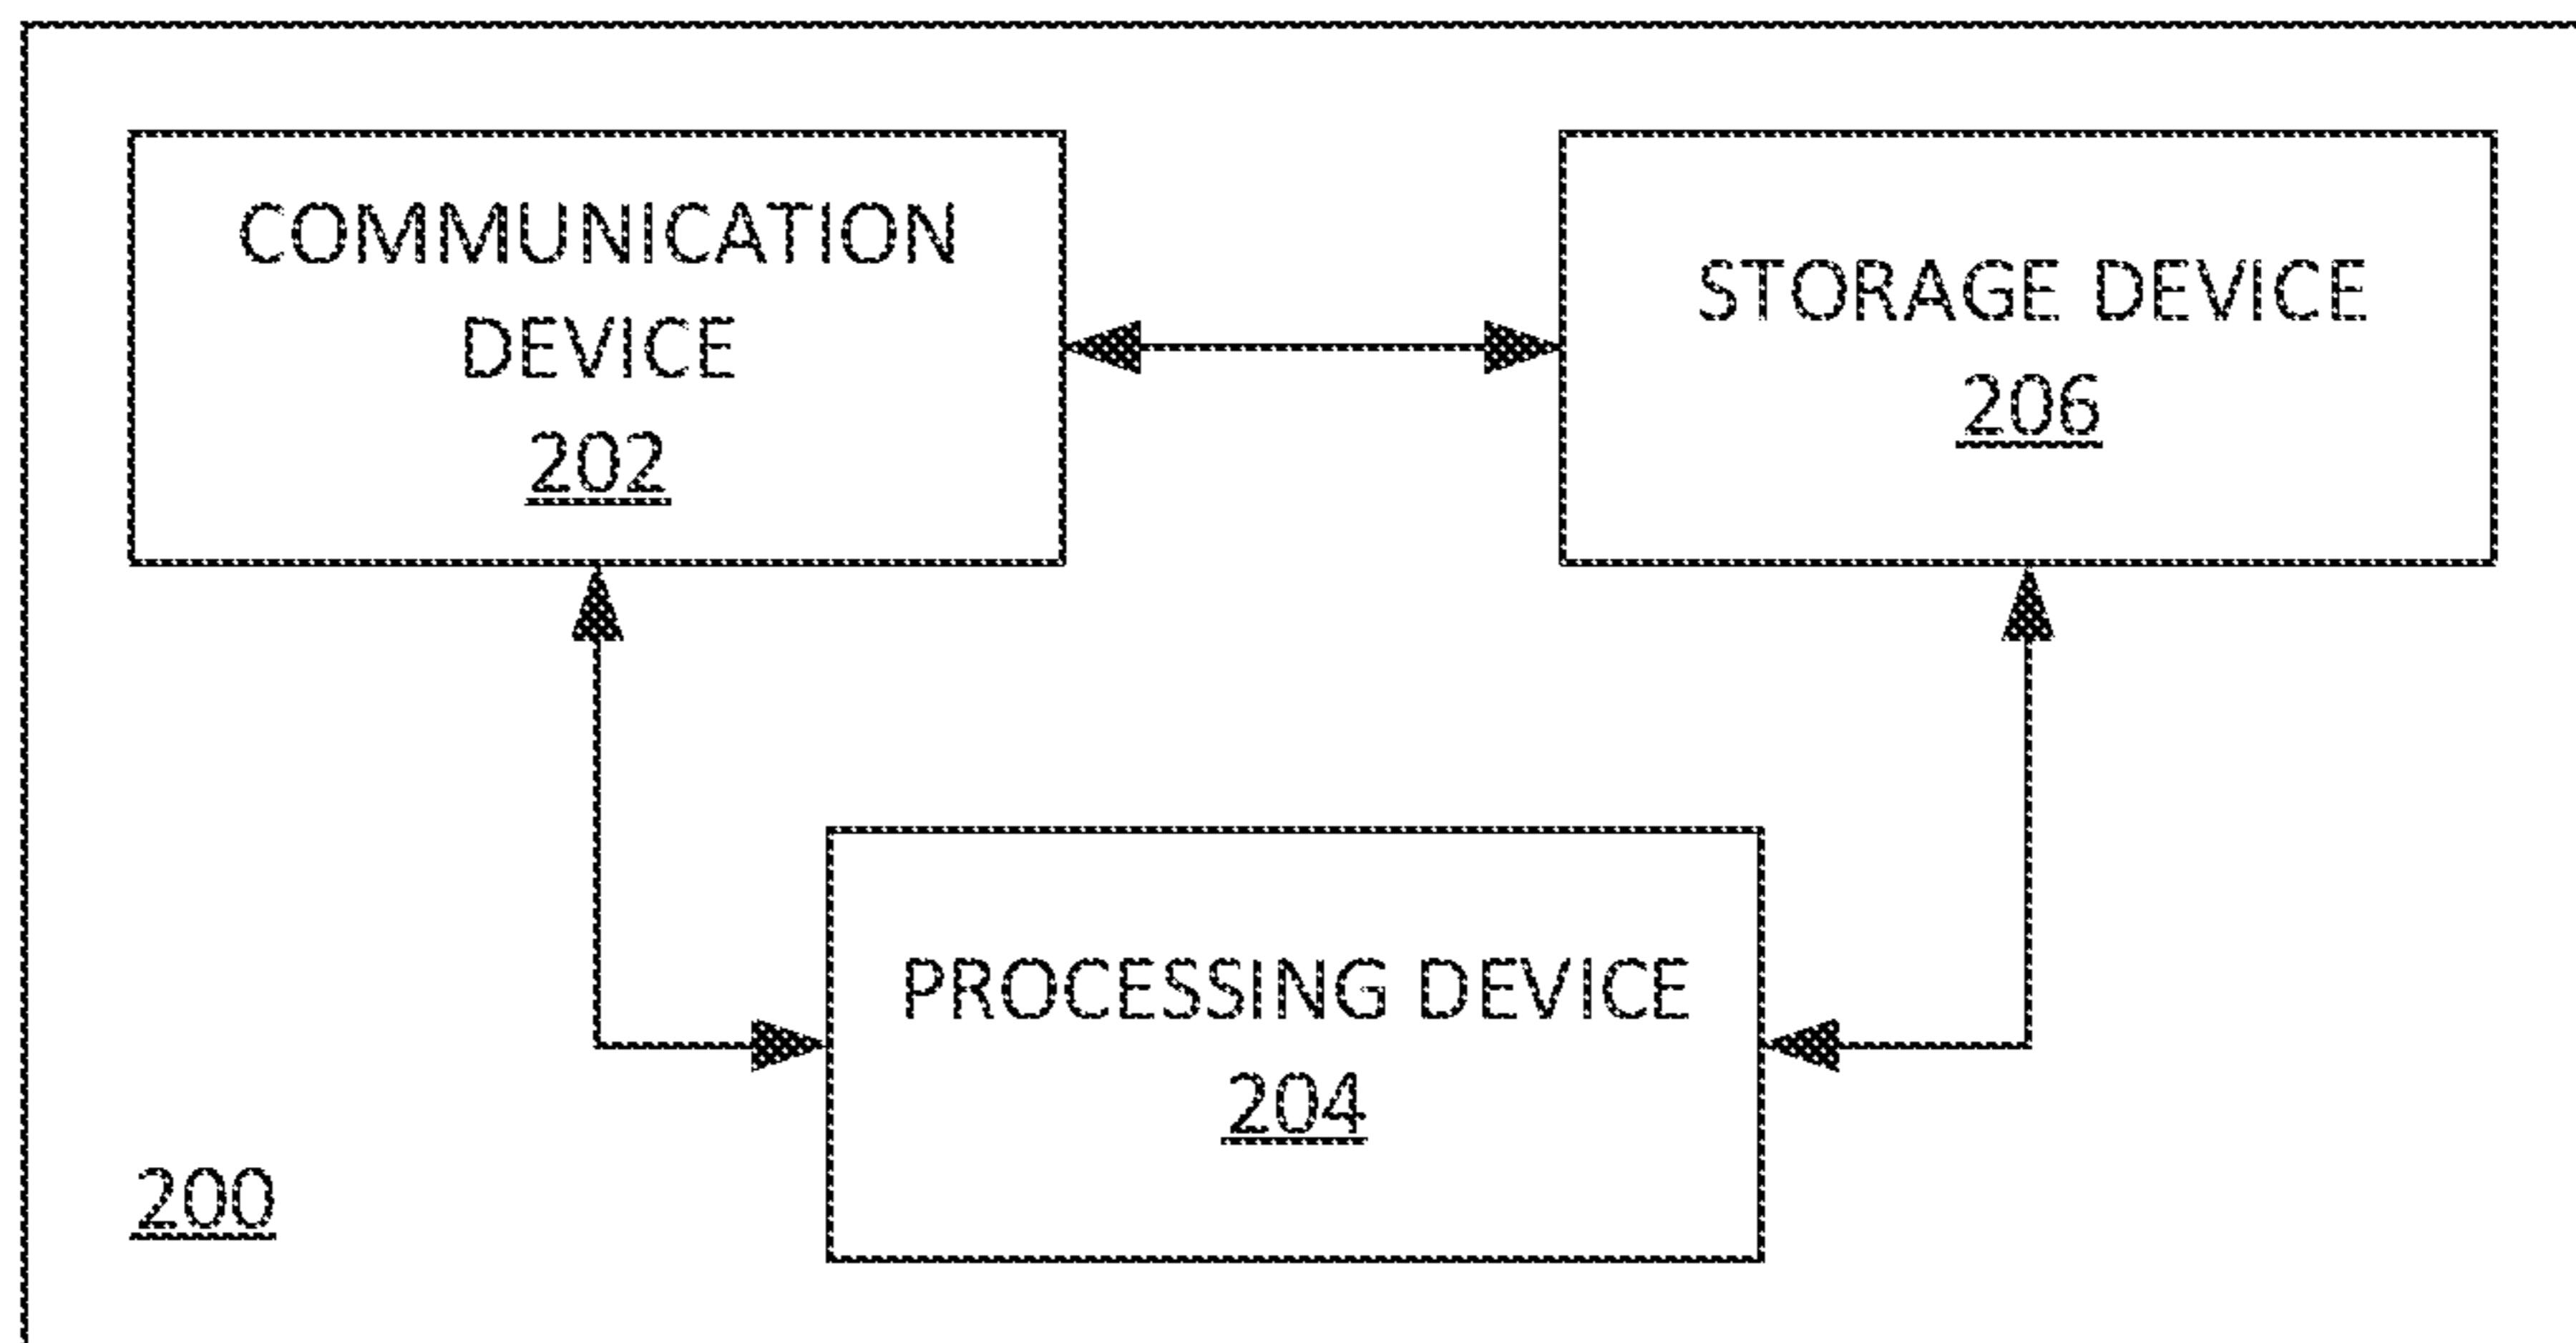 COMMUNICATION
DEVICE
202
STORAGE DEVICE
206
PROCESSING DEVICE
204
200